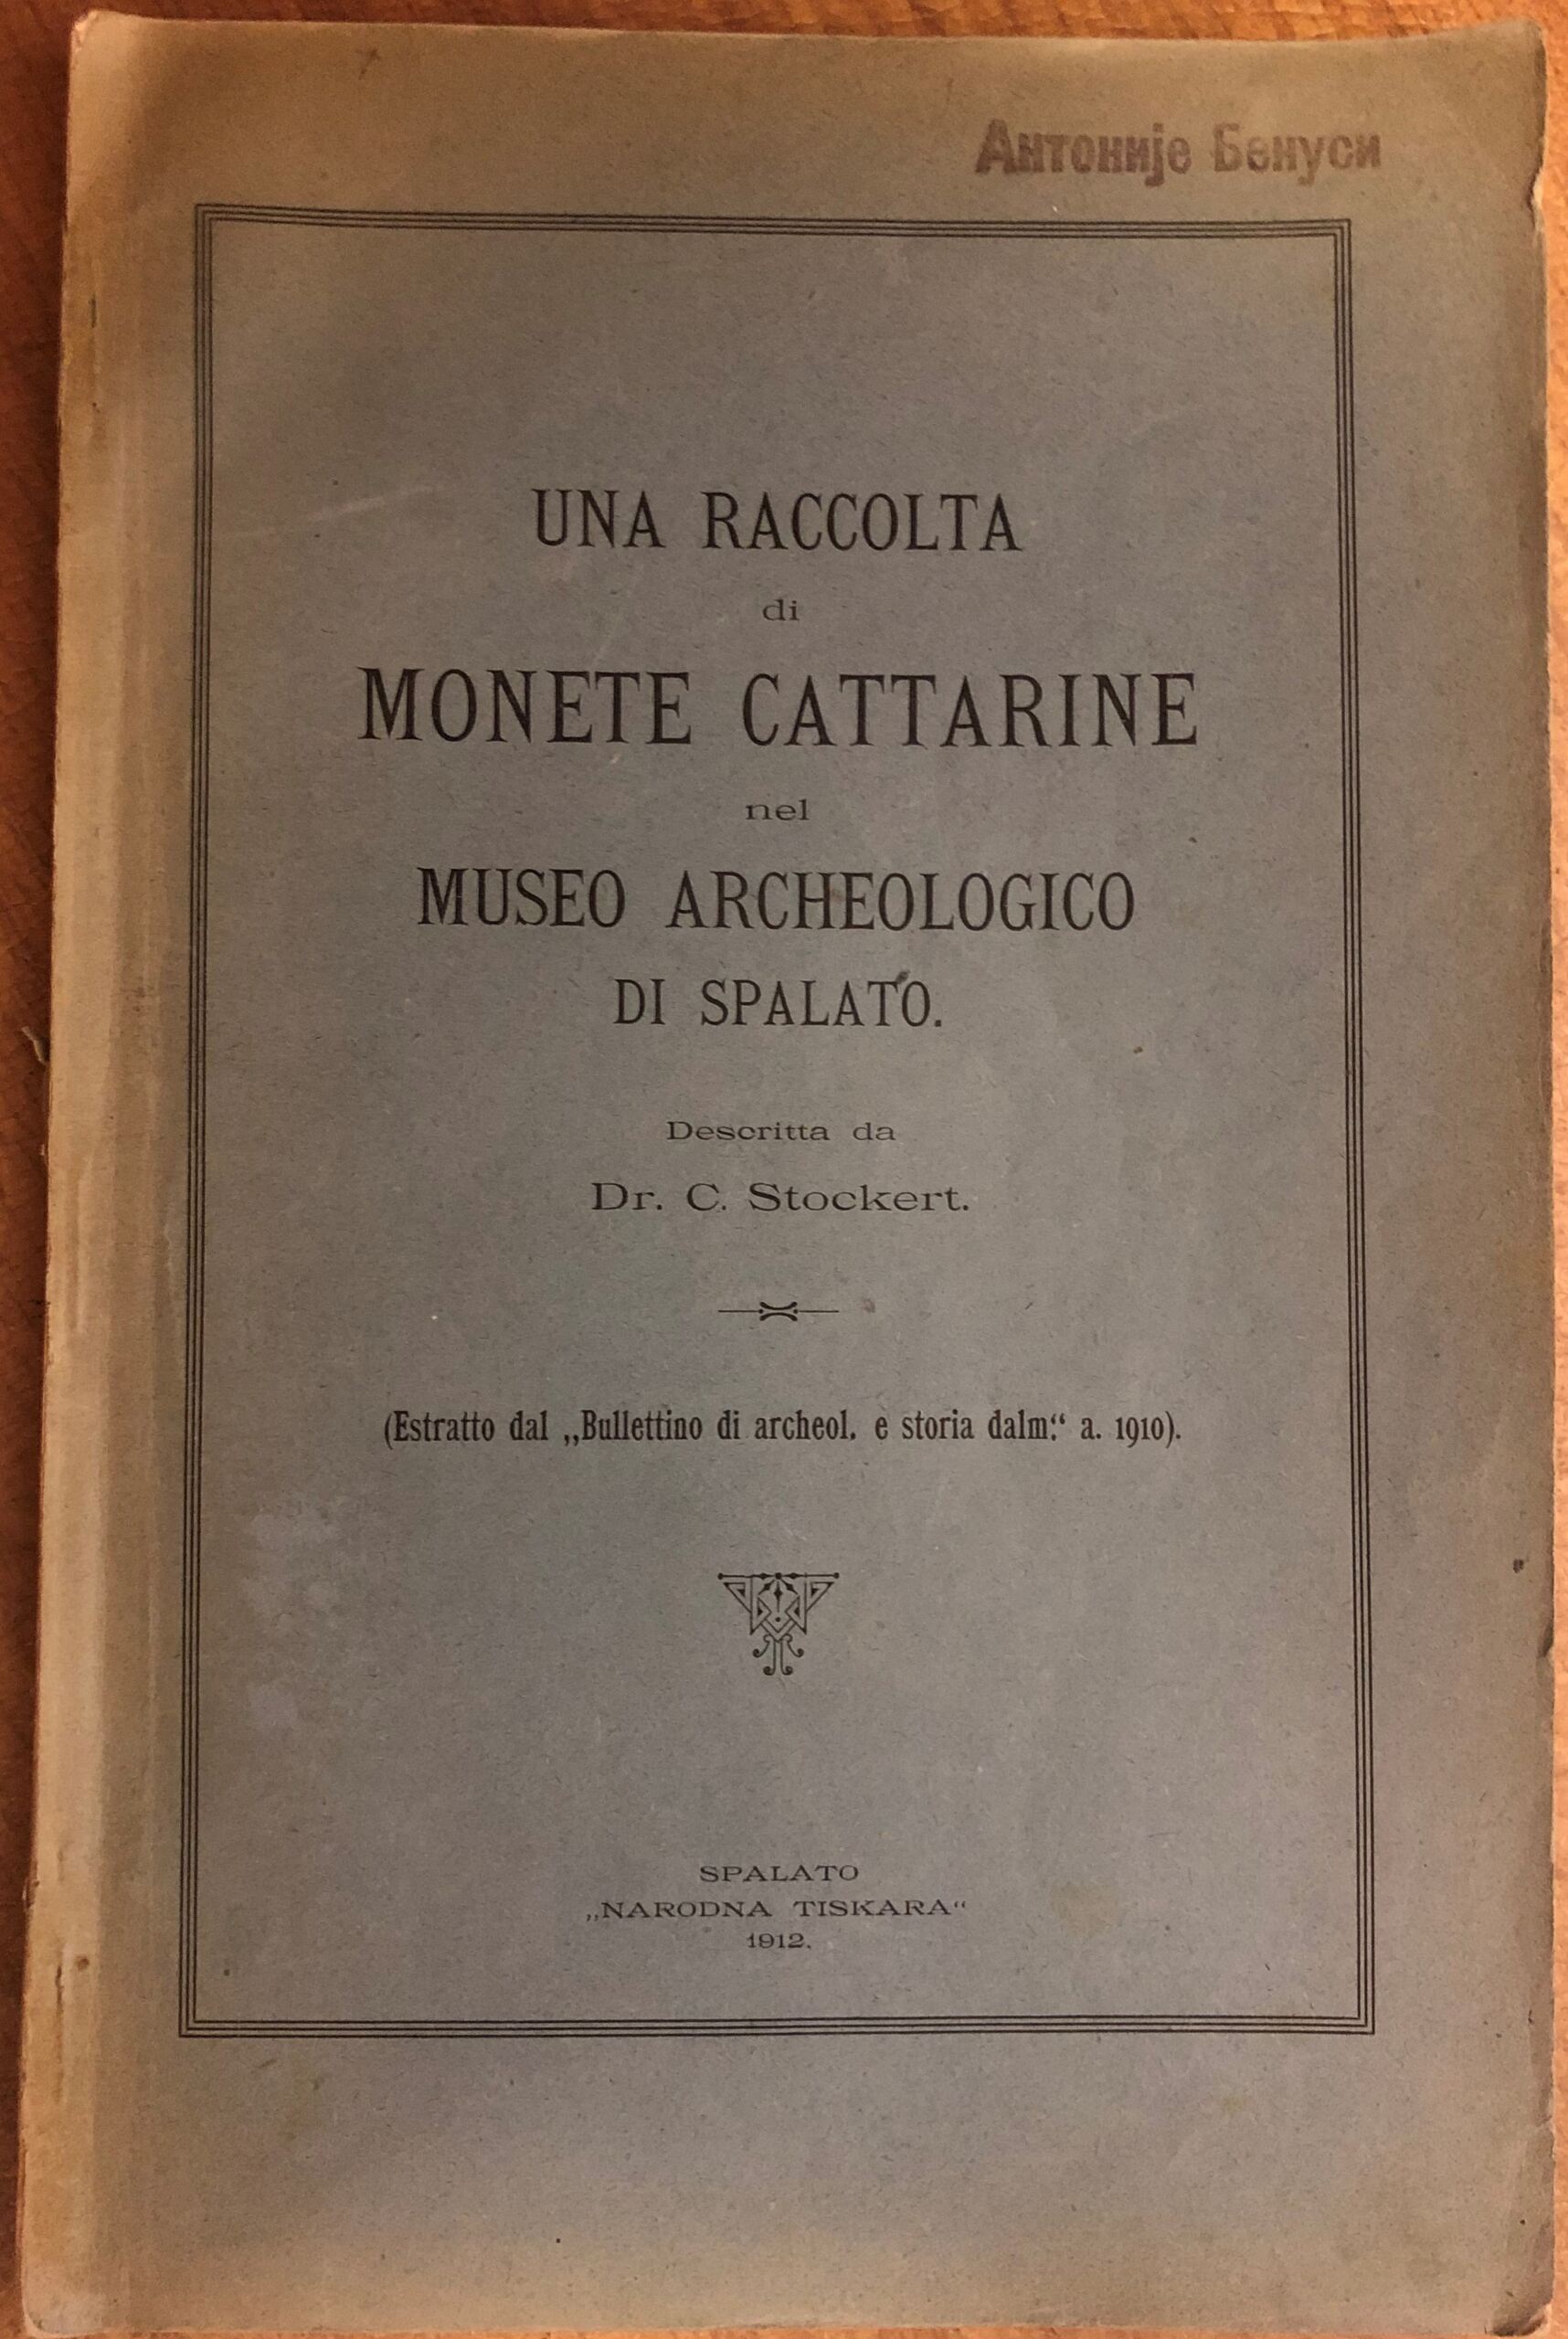 Антоније Бенуси
UNA RACCOLTA
di
MONETE CATTARINE
nel
MUSEO ARCHEOLOGICO
DI SPALATO.
Descritta da
Dr. C. Stockert.
(Estratto dal „Bullettino di archeol. e storia dalm.“ a. 1910).
SPALATO
„NARODNA TISKARA“
1912.